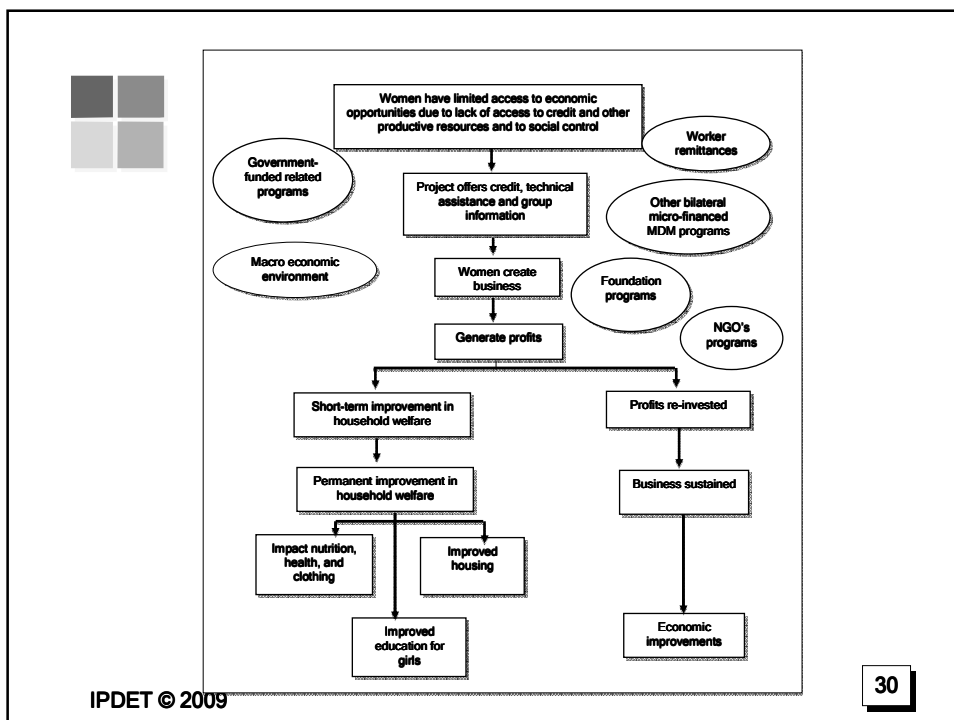 Women have limited access to economic
opportunities due to lack of access to credit and other
productive resources and to social control
Worker
remittances
Government-
funded related
programs
Project offers credit, technical
assistance and group
information
Other bilateral
micro-financed
MDM programs
Macro economic
environment
Women create
business
Foundation
programs
NGO's
programs
Generate profits
Short-term improvement in
household welfare
Profits re-invested
Permanent improvement in
household welfare
Business sustained
Impact nutrition,
health, and
clothing
Improved
housing
Improved
education for
girls
Economic
improvements
IPDET © 2009
30